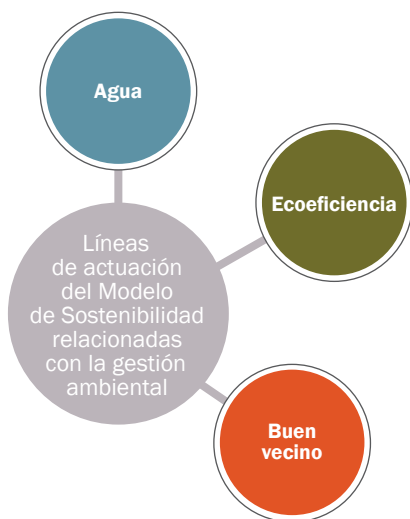 Agua
Ecoeficiencia
Líneas
de actuación
del Modelo
de Sostenibilidad
relacionadas
con la gestión
ambiental
Buen
vecino